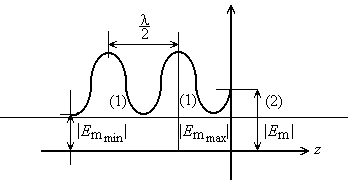 λ
2
(1) (1) (2)
|Em min| |Em max| |Em|
z